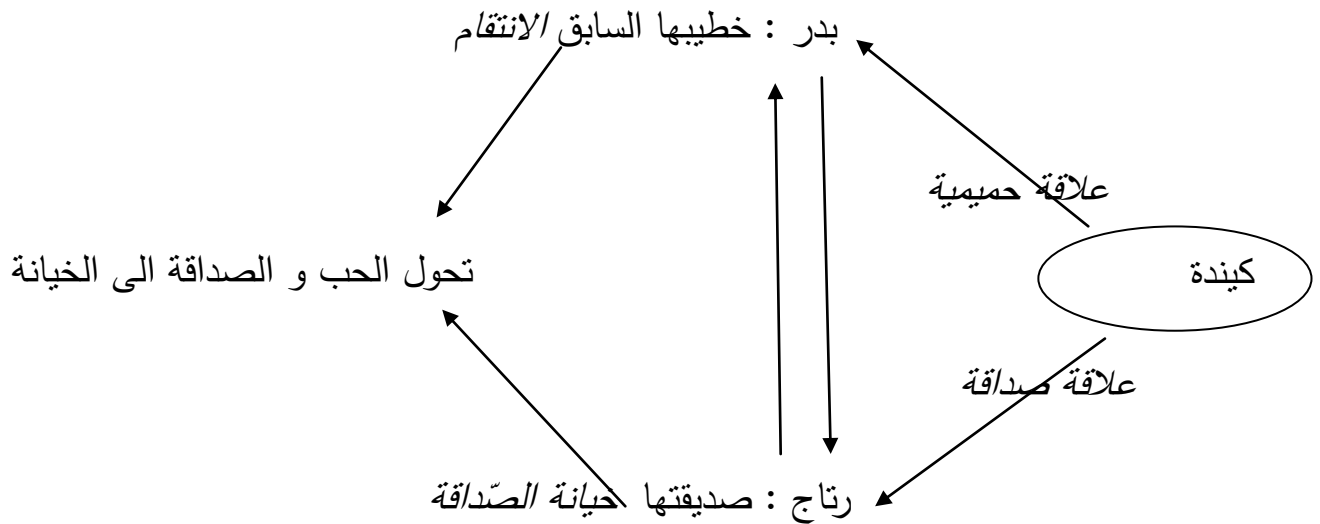 بدر : خطيبها السابق الانتقام
علاقة حميمية
كيندة
تحول الحب و الصداقة الى الخيانة
علاقة صداقة
رتاج : صديقتها خيانة الصّداقة